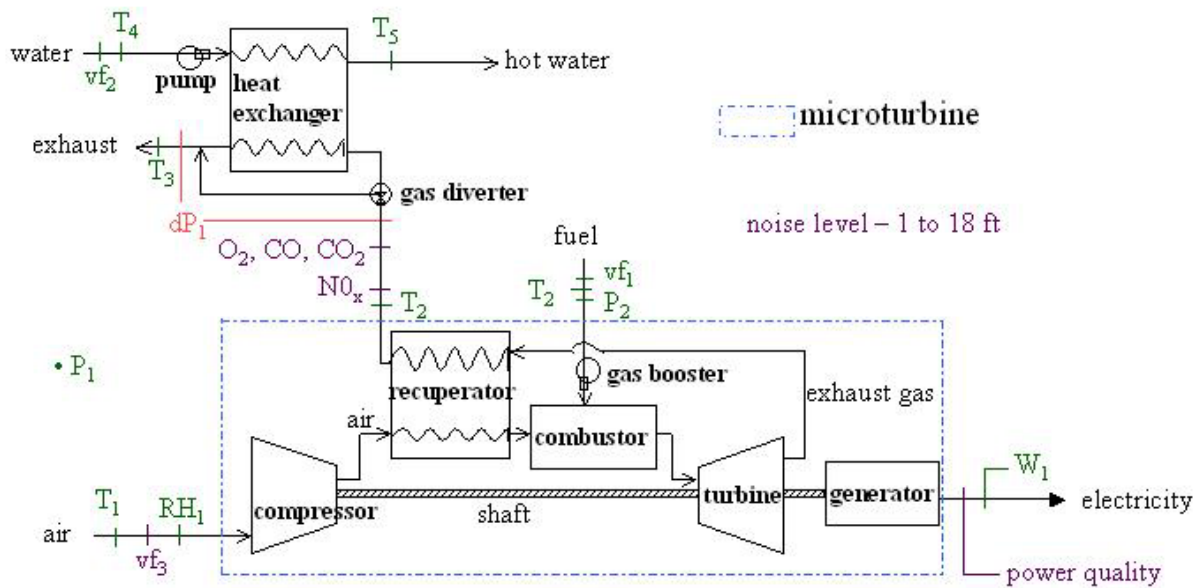 T4
T5
water
hot water
vf2
pump
heat
exchanger
microturbine
exhaust
T3
gas diverter
dP1
noise level – 1 to 18 ft
O2, CO, CO2
fuel
N0x
T2
T2
vf1
P2
P1
recuperator
gas booster
exhaust gas
air
combustor
W1
T1
RH1
compressor
turbine
generator
electricity
shaft
air
vf3
power quality